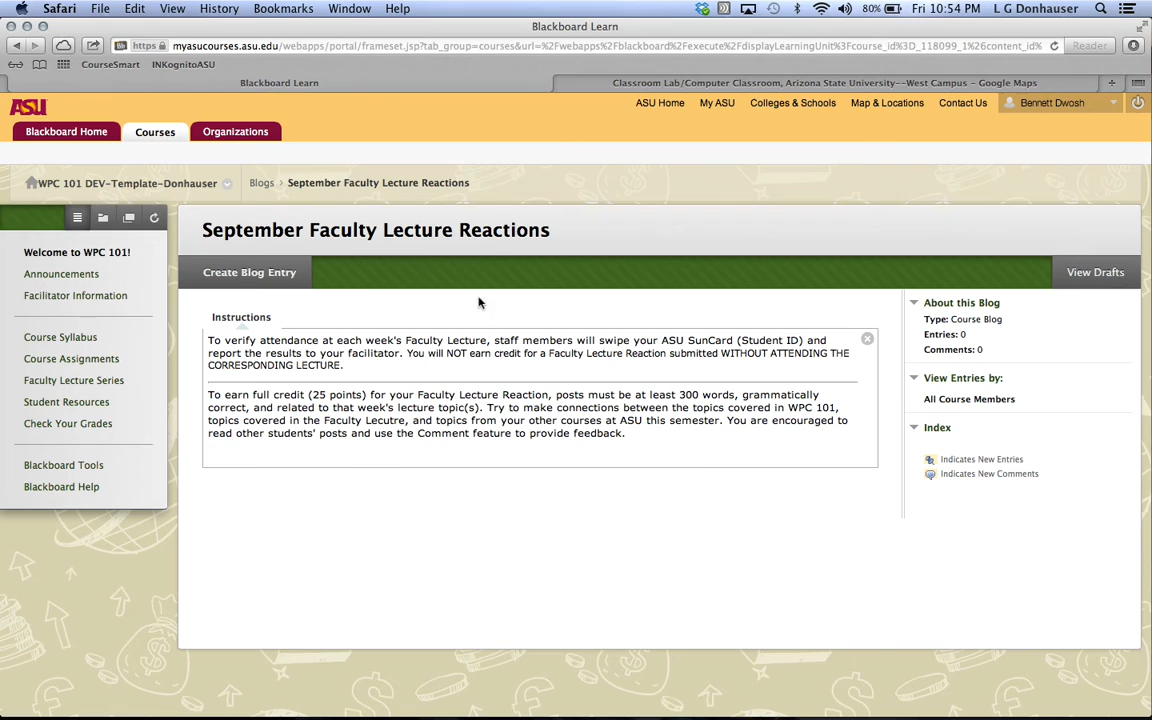 Safari File Edit View History Bookmarks Window Help 80% Fri 10:54 PM L G Donhauser
Blackboard Learn
https myasucourses.asu.edu/webapps/portal/frameset.jsp?tab_group=courses&url=%2Fwebapps%2Fblackboard%2Fexecute%2FdisplayLearningUnit%3Fcourse_id%3D_118099_1%26content_id% Reader
CourseSmart INKognitoASU
Blackboard Learn Classroom Lab/Computer Classroom, Arizona State University--West Campus - Google Maps
ASU ASU Home My ASU Colleges & Schools Map & Locations Contact Us Bennett Dwosh
Blackboard Home Courses Organizations
WPC 101 DEV-Template-Donhauser Blogs › September Faculty Lecture Reactions
Welcome to WPC 101!
Announcements
Facilitator Information
Course Syllabus
Course Assignments
Faculty Lecture Series
Student Resources
Check Your Grades
Blackboard Tools
Blackboard Help
September Faculty Lecture Reactions
Create Blog Entry View Drafts
Instructions
To verify attendance at each week's Faculty Lecture, staff members will swipe your ASU SunCard (Student ID) and
report the results to your facilitator. You will NOT earn credit for a Faculty Lecture Reaction submitted WITHOUT ATTENDING THE
CORRESPONDING LECTURE.
To earn full credit (25 points) for your Faculty Lecture Reaction, posts must be at least 300 words, grammatically
correct, and related to that week's lecture topic(s). Try to make connections between the topics covered in WPC 101,
topics covered in the Faculty Lecutre, and topics from your other courses at ASU this semester. You are encouraged to
read other students' posts and use the Comment feature to provide feedback.
About this Blog
Type: Course Blog
Entries: 0
Comments: 0
View Entries by:
All Course Members
Index
Indicates New Entries
Indicates New Comments